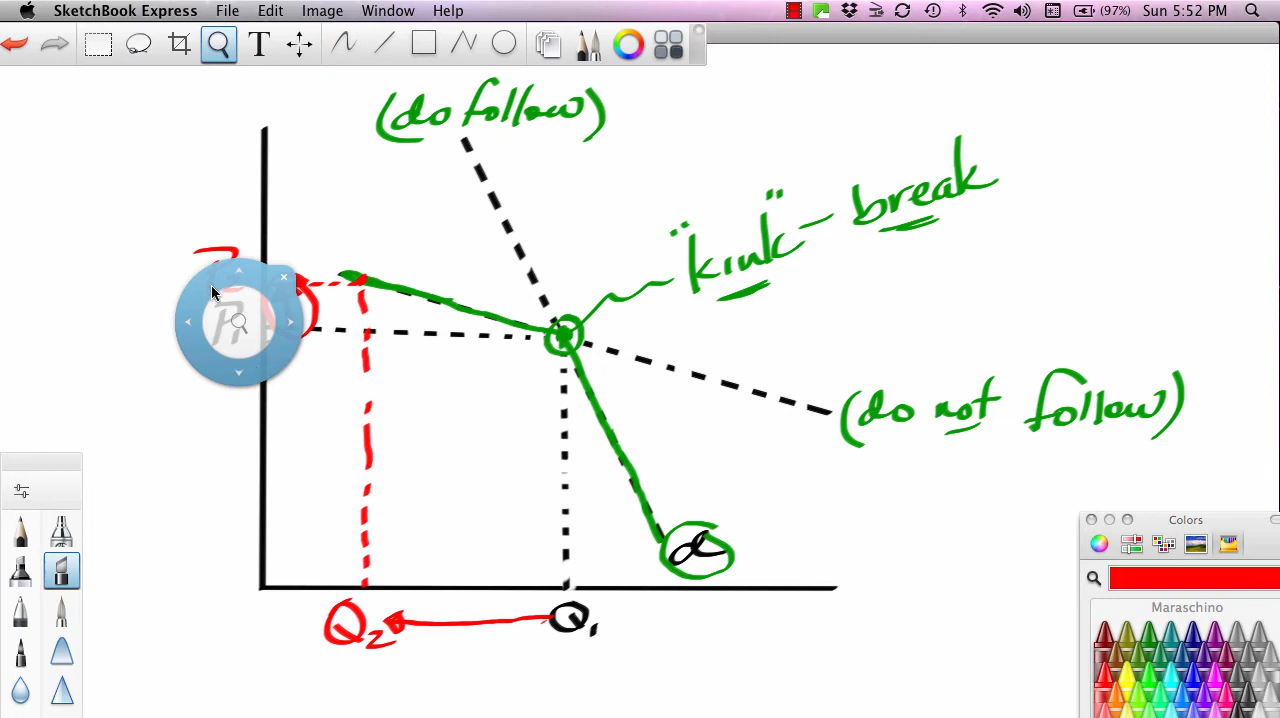 SketchBook Express File Edit Image Window Help (97%) Sun 5:52 PM
T
(do follow)
"kink" - break
(do not follow)
d
Q2 Q1
Colors
Maraschino